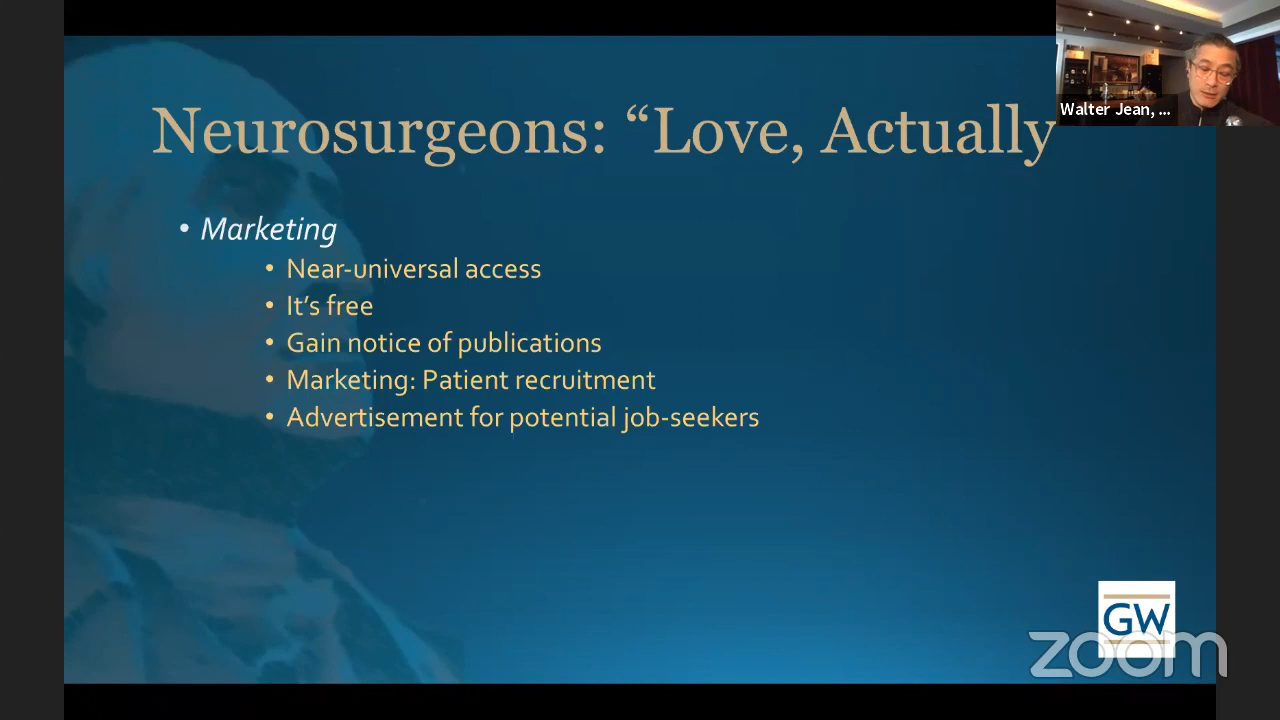 Neurosurgeons: “Love, Actually
• Marketing
• Near-universal access
• It’s free
• Gain notice of publications
• Marketing: Patient recruitment
• Advertisement for potential job-seekers
Walter Jean, ...
GW
zoom